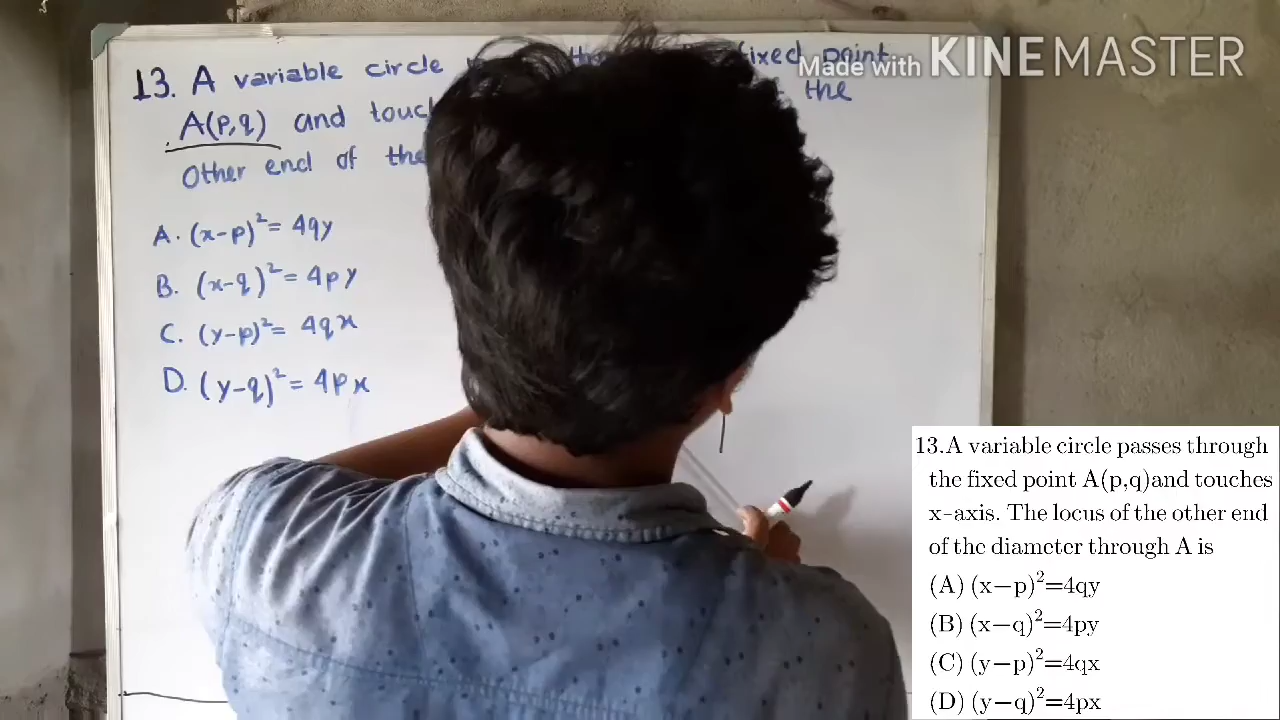 13. A variable circle fixed point
A(p,q) and touch the
Other end of the
A. (x-p)²= 4qy
B. (x-q)²= 4py
C. (y-p)²= 4qx
D. (y-q)²= 4px
Made with KINEMASTER
13.A variable circle passes through
the fixed point A(p,q)and touches
x-axis. The locus of the other end
of the diameter through A is
(A) (x−p)²=4qy
(B) (x−q)²=4py
(C) (y−p)²=4qx
(D) (y−q)²=4px